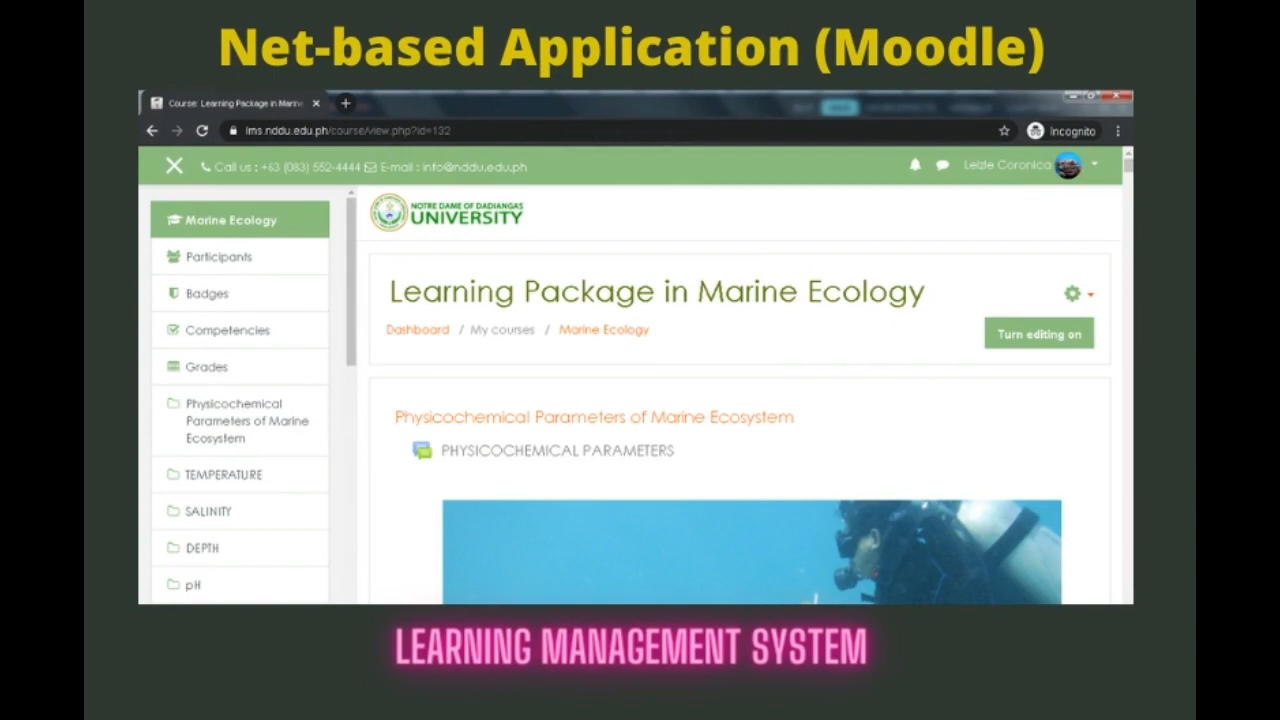 Net-based Application (Moodle)
Course: Learning Package in Marine
lms.nddu.edu.ph/course/view.php?id=132
Incognito
Call us : +63 (083) 552-4444 E-mail : info@nddu.edu.ph
Leizle Coronica
Marine Ecology
Participants
Badges
Competencies
Grades
Physicochemical
Parameters of Marine
Ecosystem
TEMPERATURE
SALINITY
DEPTH
pH
NOTRE DAME OF DADIANGAS
UNIVERSITY
Learning Package in Marine Ecology
Dashboard / My courses / Marine Ecology
Turn editing on
Physicochemical Parameters of Marine Ecosystem
PHYSICOCHEMICAL PARAMETERS
LEARNING MANAGEMENT SYSTEM